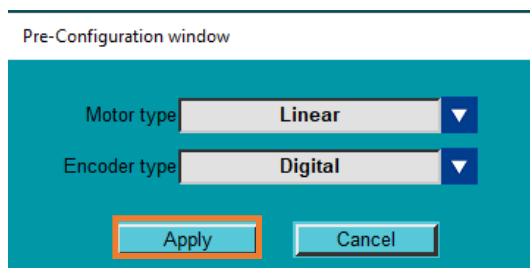 Pre-Configuration window
Motor type Linear
Encoder type Digital
Apply Cancel